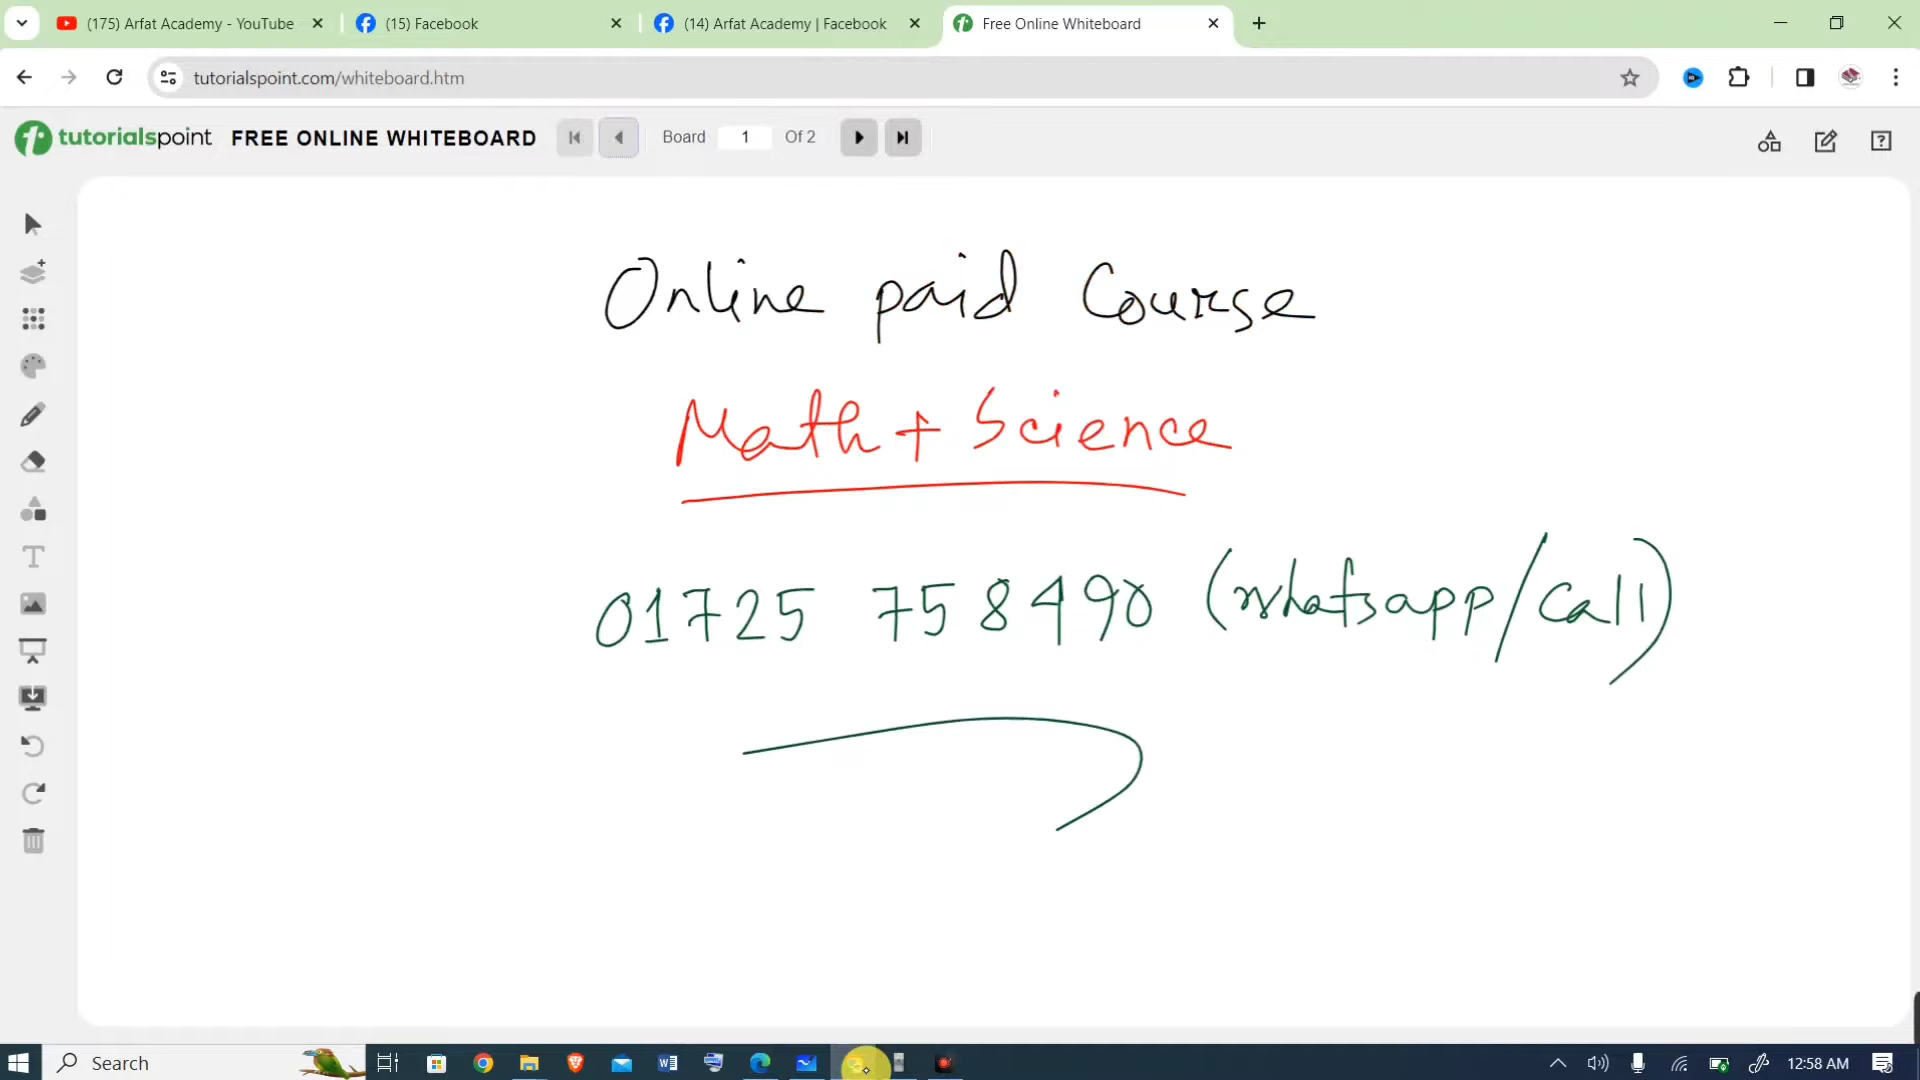 (175) Arfat Academy - YouTube (15) Facebook (14) Arfat Academy | Facebook Free Online Whiteboard
tutorialspoint.com/whiteboard.htm
tutorialspoint FREE ONLINE WHITEBOARD Board 1 Of 2
Online paid Course
Math + Science
01725 758490 (whatsapp/call)
Search 12:58 AM